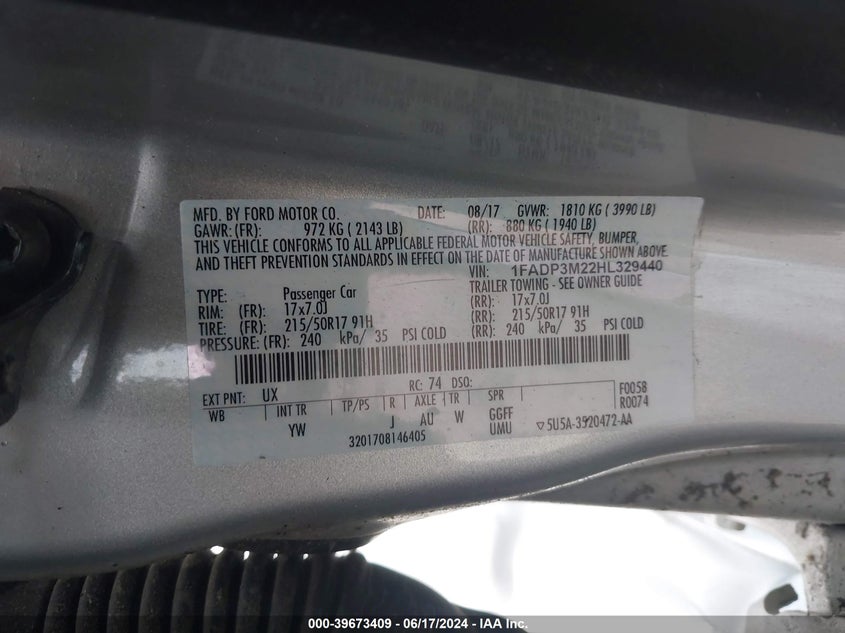 MFD. BY FORD MOTOR CO. DATE: 08/17 GVWR: 1810 KG ( 3990 LB)
GAWR: (FR): 972 KG ( 2143 LB) (RR): 880 KG ( 1940 LB)
THIS VEHICLE CONFORMS TO ALL APPLICABLE FEDERAL MOTOR VEHICLE SAFETY, BUMPER,
AND THEFT PREVENTION STANDARDS IN EFFECT ON THE DATE OF MANUFACTURE SHOWN ABOVE.
VIN: 1FADP3M22HL329440
TYPE: Passenger Car TRAILER TOWING - SEE OWNER GUIDE
RIM: (FR): 17x7.0J (RR): 17x7.0J
TIRE: (FR): 215/50R17 91H (RR): 215/50R17 91H
PRESSURE: (FR): 240 kPa/ 35 PSI COLD (RR): 240 kPa/ 35 PSI COLD
EXT PNT: UX RC: 74 DSO: F0058
R0074
WB INT TR TP/PS R AXLE TR SPR
YW J AU W GGFF
UMU
3201708146405
▽5U5A-3520472-AA
000-39673409 - 06/17/2024 - IAA Inc.